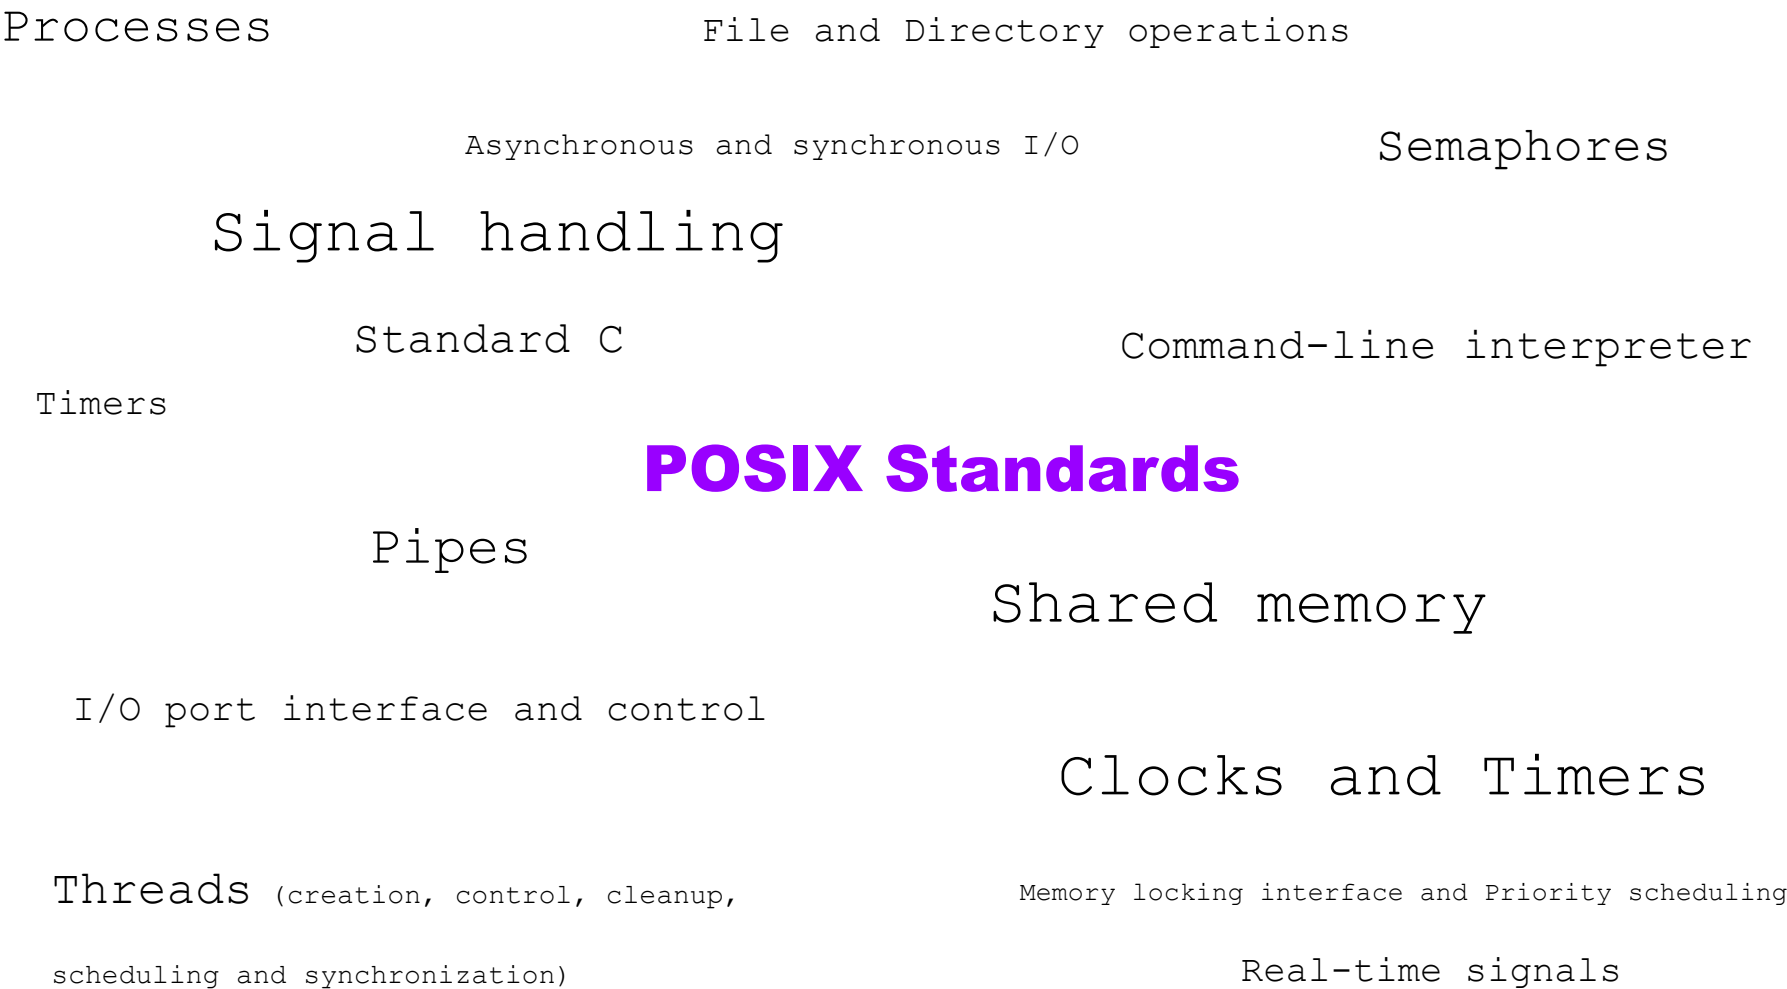 Processes
File and Directory operations
Asynchronous and synchronous I/O
Semaphores
Signal handling
Standard C
Command-line interpreter
Timers
POSIX Standards
Pipes
Shared memory
I/O port interface and control
Clocks and Timers
Threads (creation, control, cleanup,
scheduling and synchronization)
Memory locking interface and Priority scheduling
Real-time signals